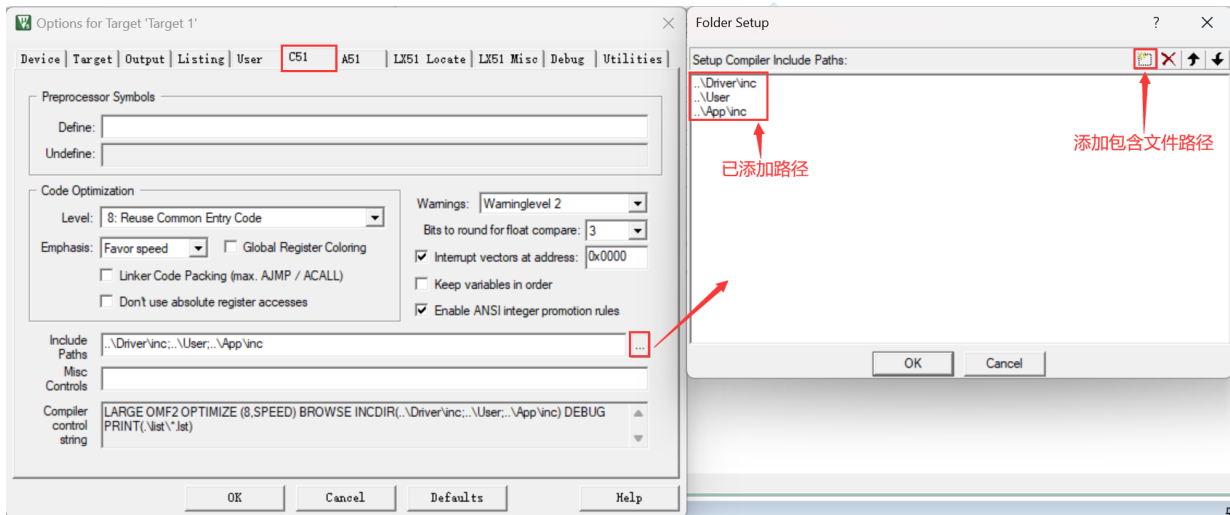 Options for Target 'Target 1'
Device Target Output Listing User C51 A51 LX51 Locate LX51 Misc Debug Utilities
Preprocessor Symbols
Define:
Undefine:
Code Optimization
Level: 8: Reuse Common Entry Code
Emphasis: Favor speed Global Register Coloring
Linker Code Packing (max. AJMP / ACALL)
Don't use absolute register accesses
Warnings: Warninglevel 2
Bits to round for float compare: 3
Interrupt vectors at address: 0x0000
Keep variables in order
Enable ANSI integer promotion rules
Include Paths ..\Driver\inc;..\User;..\App\inc ...
Misc Controls
Compiler control string LARGE OMF2 OPTIMIZE (8,SPEED) BROWSE INCDIR(..\Driver\inc;..\User;..\App\inc) DEBUG
PRINT(.\list\*.lst)
OK Cancel Defaults Help
Folder Setup ?
Setup Compiler Include Paths:
..\Driver\inc
..\User
..\App\inc
已添加路径
添加包含文件路径
OK Cancel